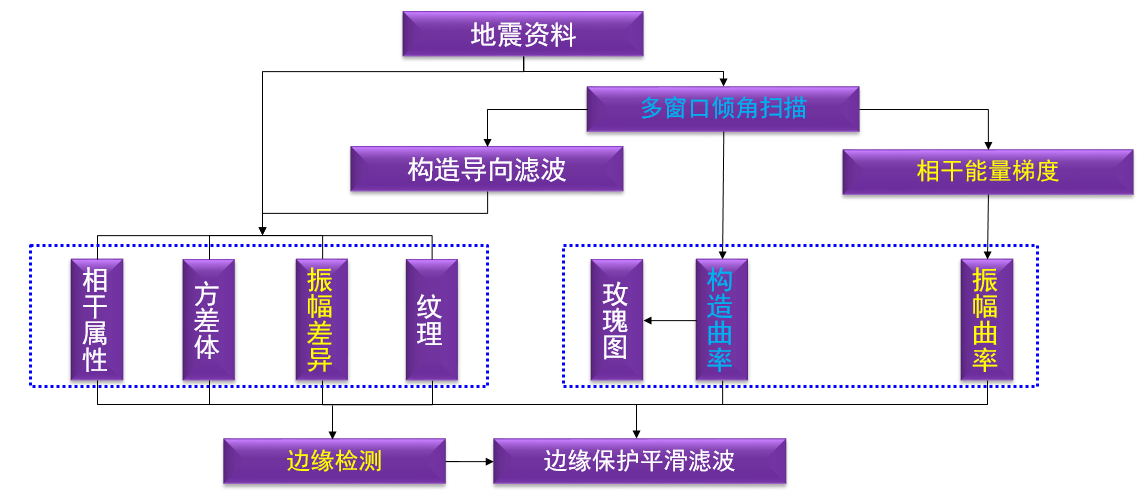 地震资料
多窗口倾角扫描
构造导向滤波
相干能量梯度
相干属性
方差体
振幅差异
纹理
玫瑰图
构造曲率
振幅曲率
边缘检测
边缘保护平滑滤波